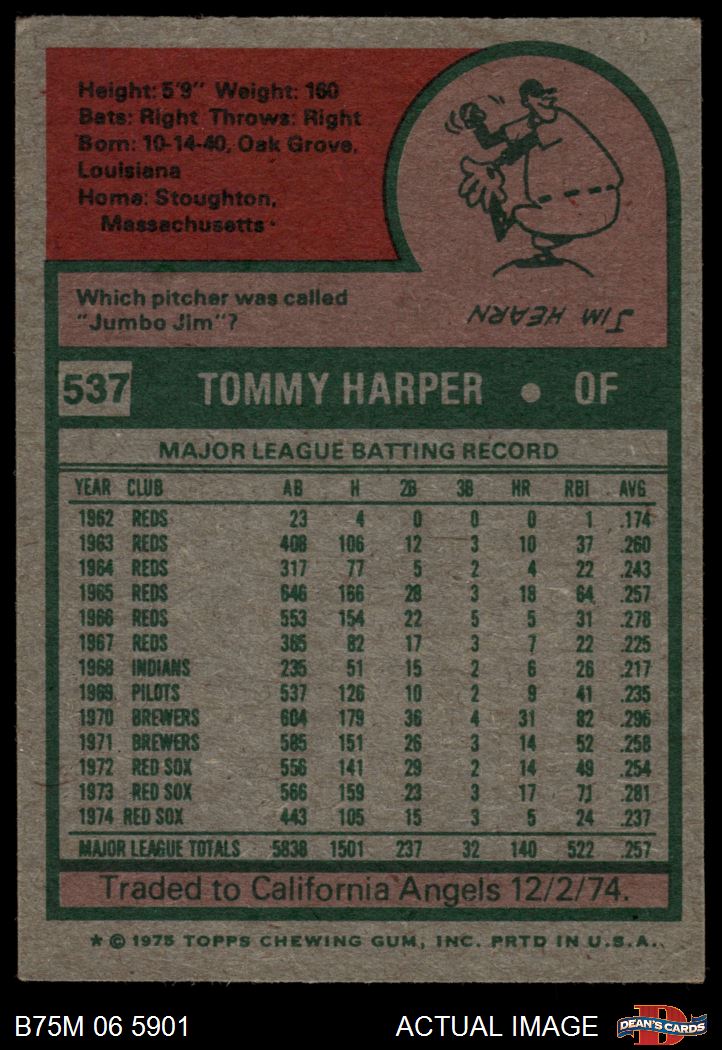 Height: 5'9" Weight: 160
Bats: Right Throws: Right
Born: 10-14-40, Oak Grove,
Louisiana
Home: Stoughton,
Massachusetts
Which pitcher was called
"Jumbo Jim"?
JIM HEARN
537 TOMMY HARPER • OF
MAJOR LEAGUE BATTING RECORD
YEAR CLUB AB H 2B 3B HR RBI AVG
1962 REDS 23 4 0 0 0 1 .174
1963 REDS 408 106 12 3 10 37 .260
1964 REDS 317 77 5 2 4 22 .243
1965 REDS 646 166 28 3 18 64 .257
1966 REDS 553 154 22 5 5 31 .278
1967 REDS 365 82 17 3 7 22 .225
1968 INDIANS 235 51 15 2 6 26 .217
1969 PILOTS 537 126 10 2 9 41 .235
1970 BREWERS 604 179 36 4 31 82 .296
1971 BREWERS 585 151 26 3 14 52 .258
1972 RED SOX 556 141 29 2 14 49 .254
1973 RED SOX 566 159 23 3 17 71 .281
1974 RED SOX 443 105 15 3 5 24 .237
MAJOR LEAGUE TOTALS 5838 1501 237 32 140 522 .257
Traded to California Angels 12/2/74.
* © 1975 TOPPS CHEWING GUM, INC. PRTD IN U.S.A.
B75M 06 5901 ACTUAL IMAGE DEAN'S CARDS